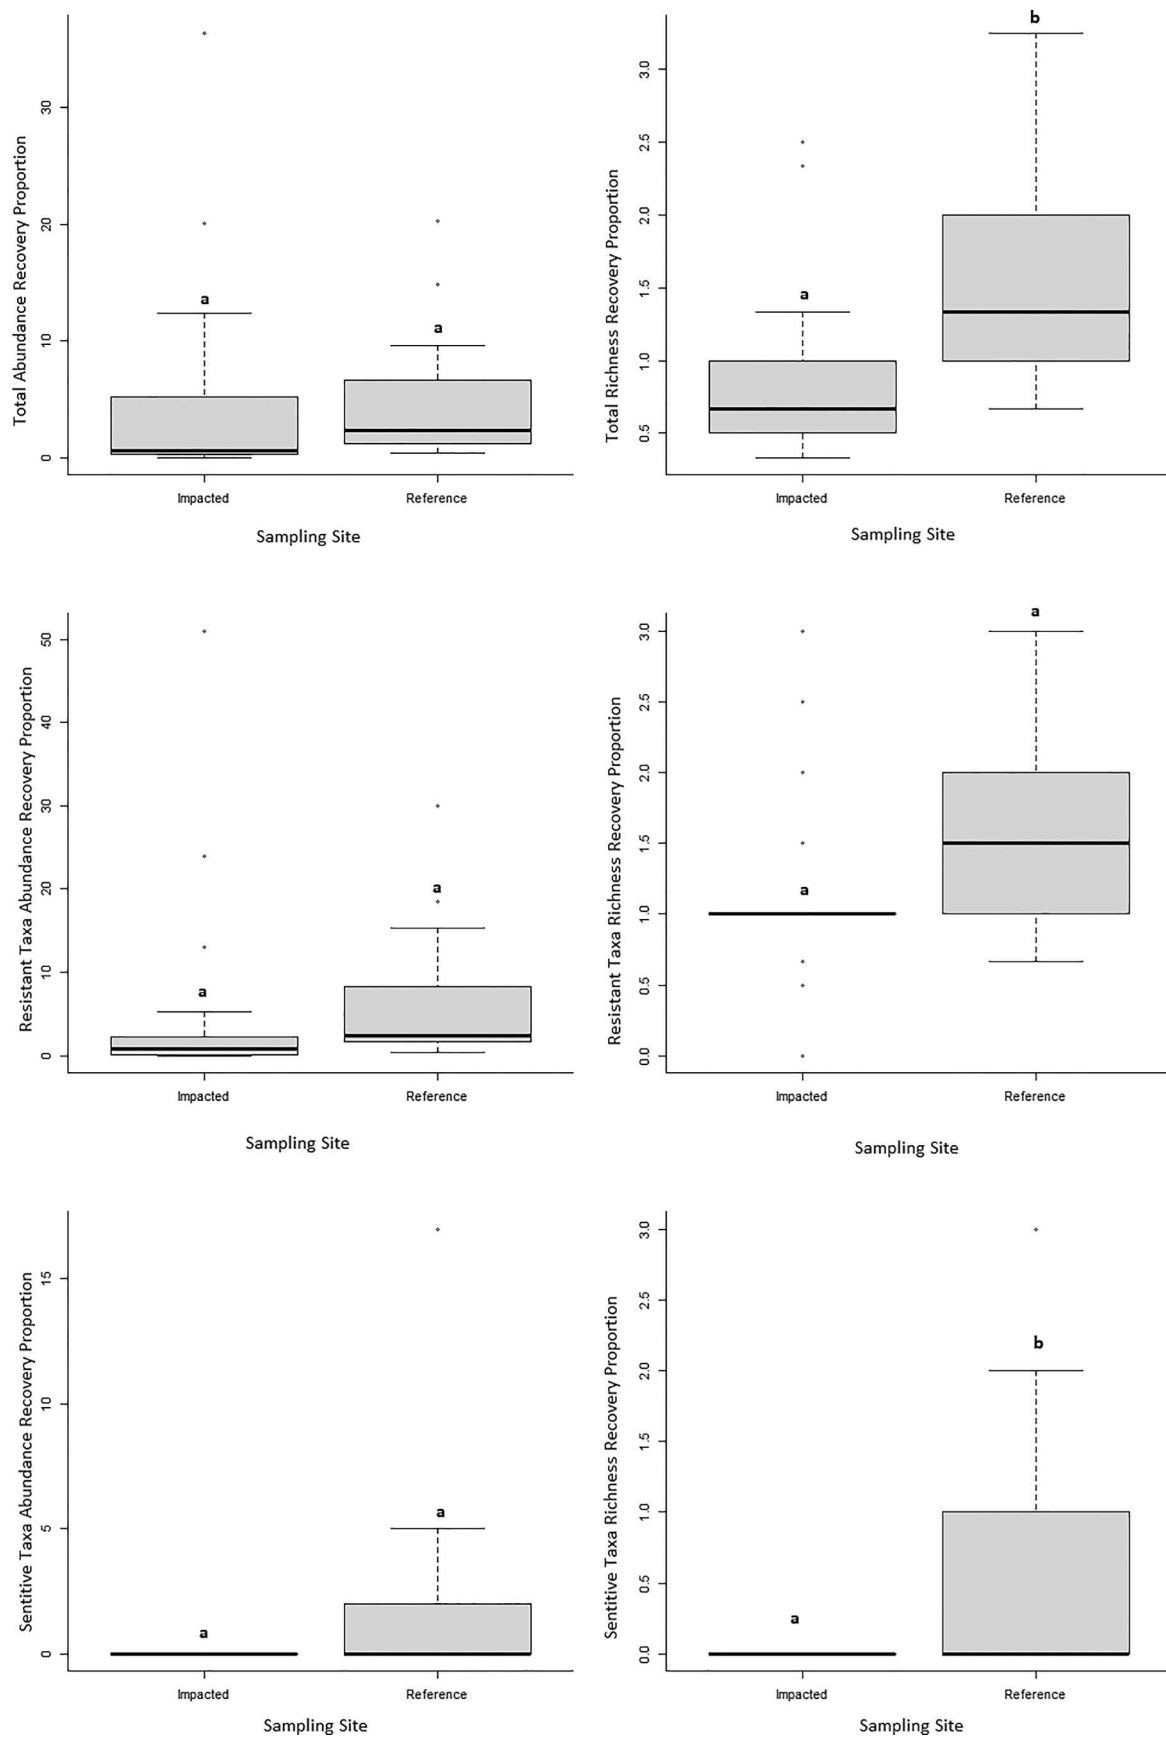 Total Abundance Recovery Proportion
30
20
10
0
a
a
Impacted
Reference
Sampling Site
Total Richness Recovery Proportion
3.0
2.5
2.0
1.5
1.0
0.5
a
b
Impacted
Reference
Sampling Site
Resistant Taxa Abundance Recovery Proportion
50
40
30
20
10
0
a
a
Impacted
Reference
Sampling Site
Resistant Taxa Richness Recovery Proportion
3.0
2.5
2.0
1.5
1.0
0.5
0.0
a
a
Impacted
Reference
Sampling Site
Sentitive Taxa Abundance Recovery Proportion
15
10
5
0
a
a
Impacted
Reference
Sampling Site
Sentitive Taxa Richness Recovery Proportion
3.0
2.5
2.0
1.5
1.0
0.5
0.0
a
b
Impacted
Reference
Sampling Site